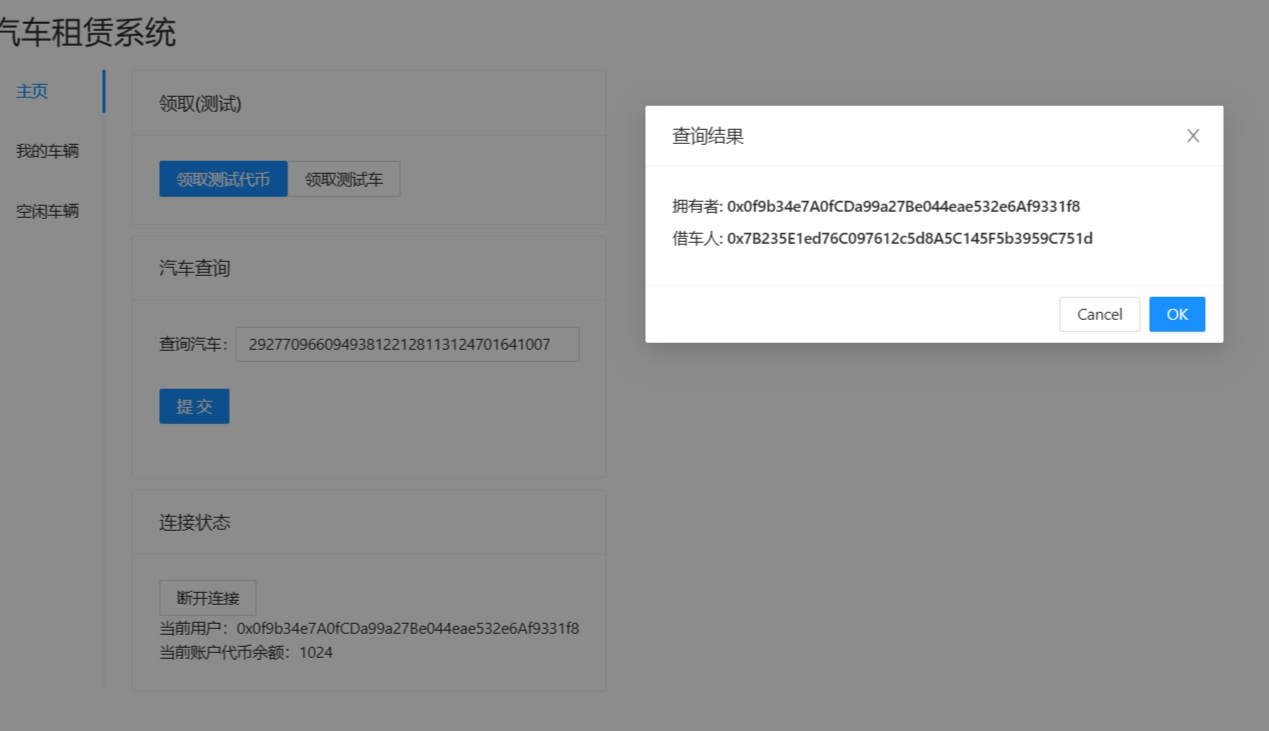 汽车租赁系统
主页
我的车辆
空闲车辆
领取(测试)
领取测试代币
领取测试车
汽车查询
查询汽车: 292770966094938122128113124701641007
提 交
连接状态
断开连接
当前用户: 0x0f9b34e7A0fCDa99a27Be044eae532e6Af9331f8
当前账户代币余额: 1024
查询结果
拥有者: 0x0f9b34e7A0fCDa99a27Be044eae532e6Af9331f8
借车人: 0x7B235E1ed76C097612c5d8A5C145F5b3959C751d
Cancel
OK